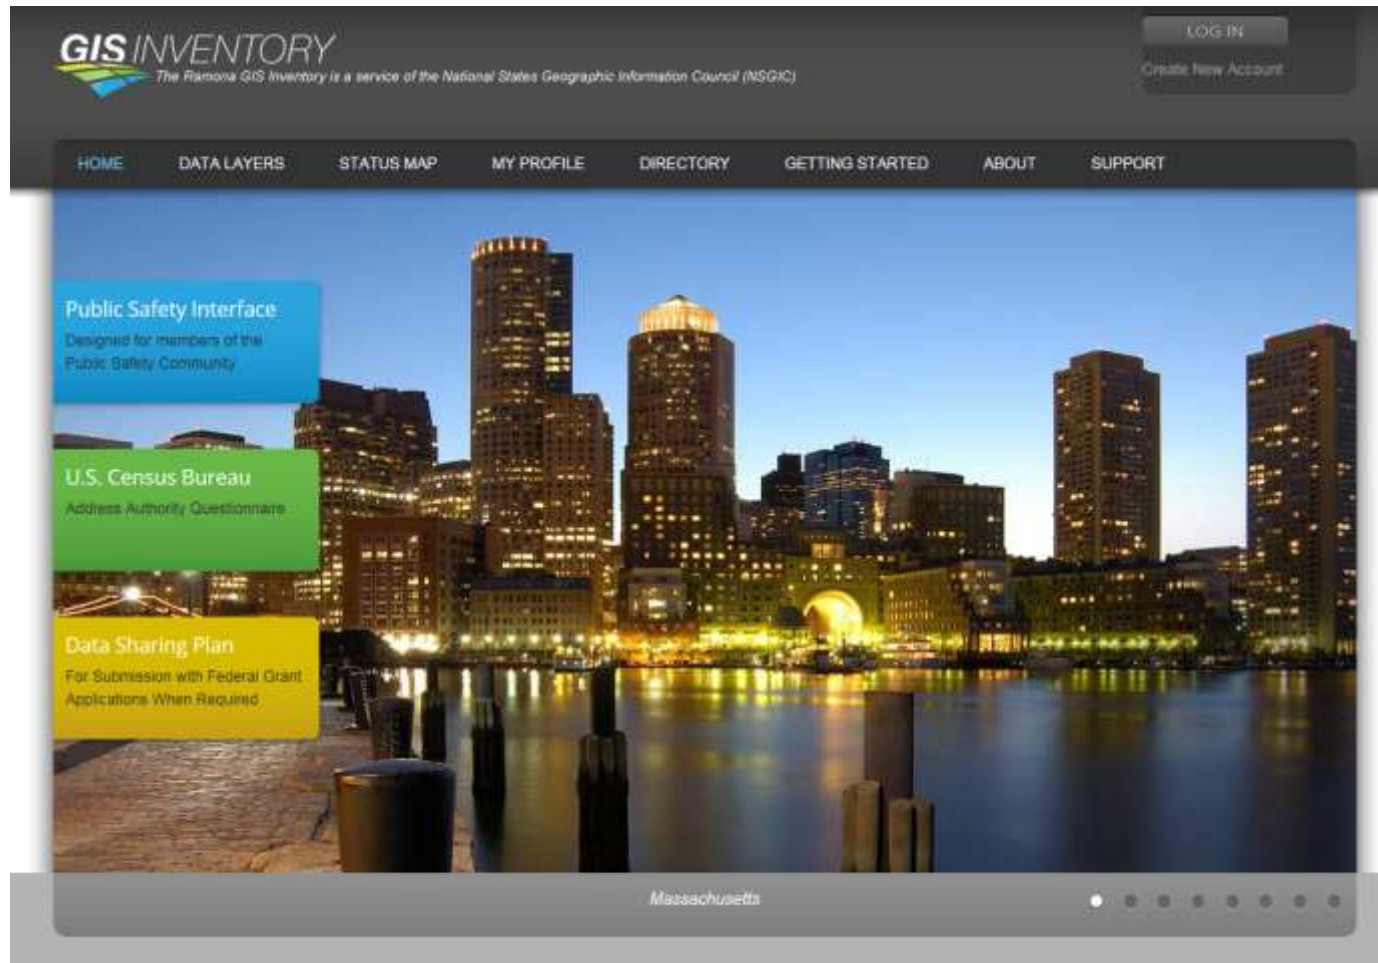 GIS INVENTORY
The Ramona GIS Inventory is a service of the National States Geographic Information Council (NSGIC)
LOG IN
Create New Account
HOME DATA LAYERS STATUS MAP MY PROFILE DIRECTORY GETTING STARTED ABOUT SUPPORT
Public Safety Interface
Designed for members of the
Public Safety Community
U.S. Census Bureau
Address Authority Questionnaire
Data Sharing Plan
For Submission with Federal Grant
Applications When Required
Massachusetts